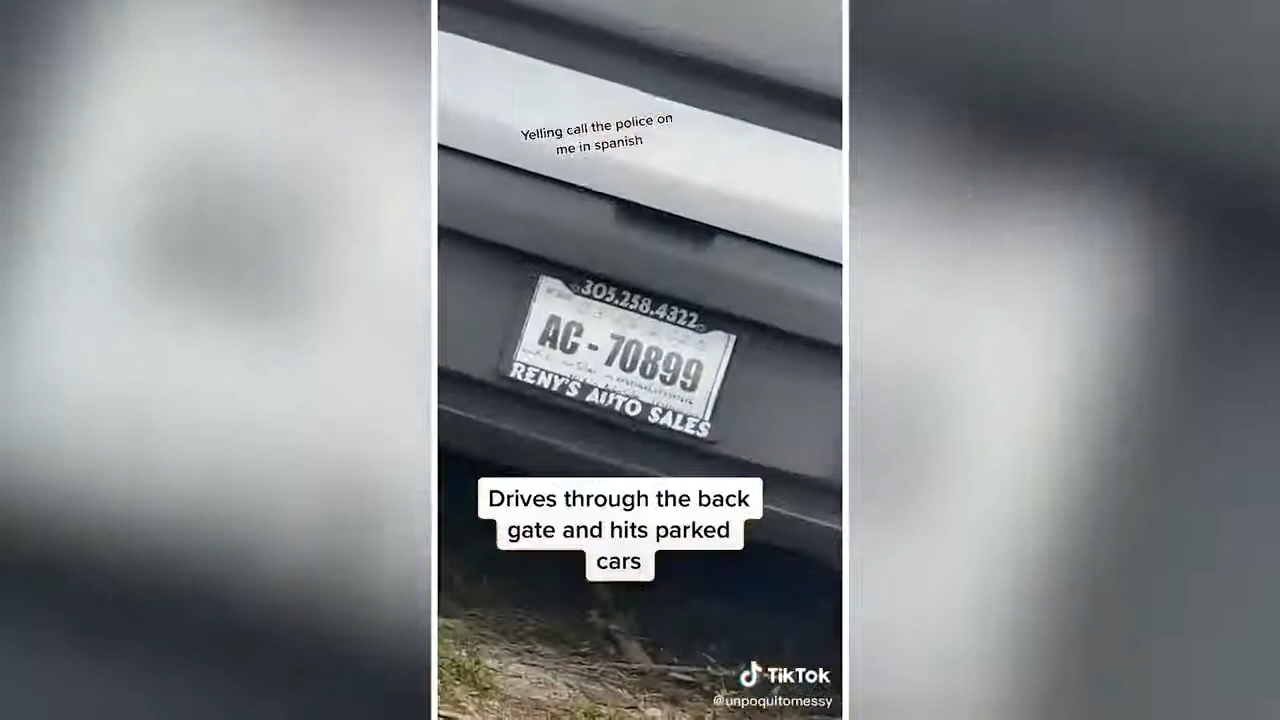 Yelling call the police on
me in spanish
305.258.4322
AC - 70899
RENY'S AUTO SALES
Drives through the back
gate and hits parked
cars
TikTok
@unpoquitomessy